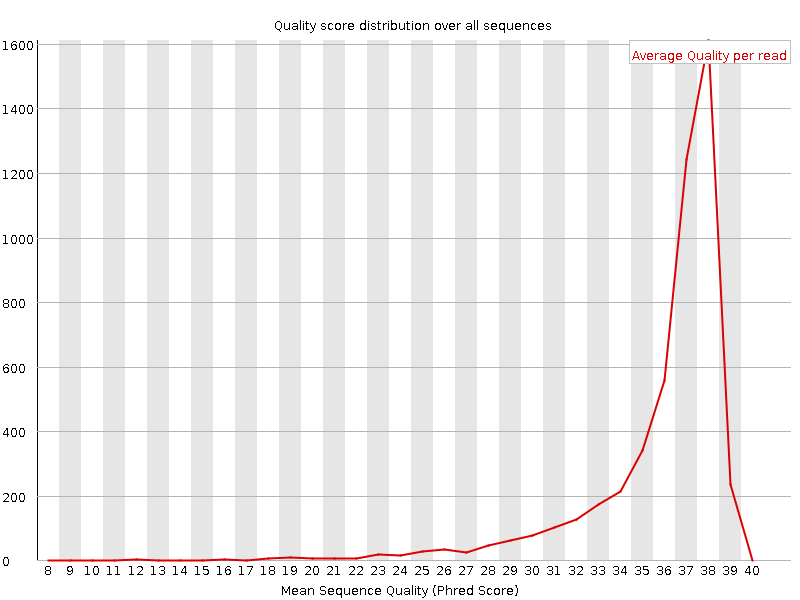 Quality score distribution over all sequences
Average Quality per read
1600
1400
1200
1000
800
600
400
200
0
8 9 10 11 12 13 14 15 16 17 18 19 20 21 22 23 24 25 26 27 28 29 30 31 32 33 34 35 36 37 38 39 40
Mean Sequence Quality (Phred Score)